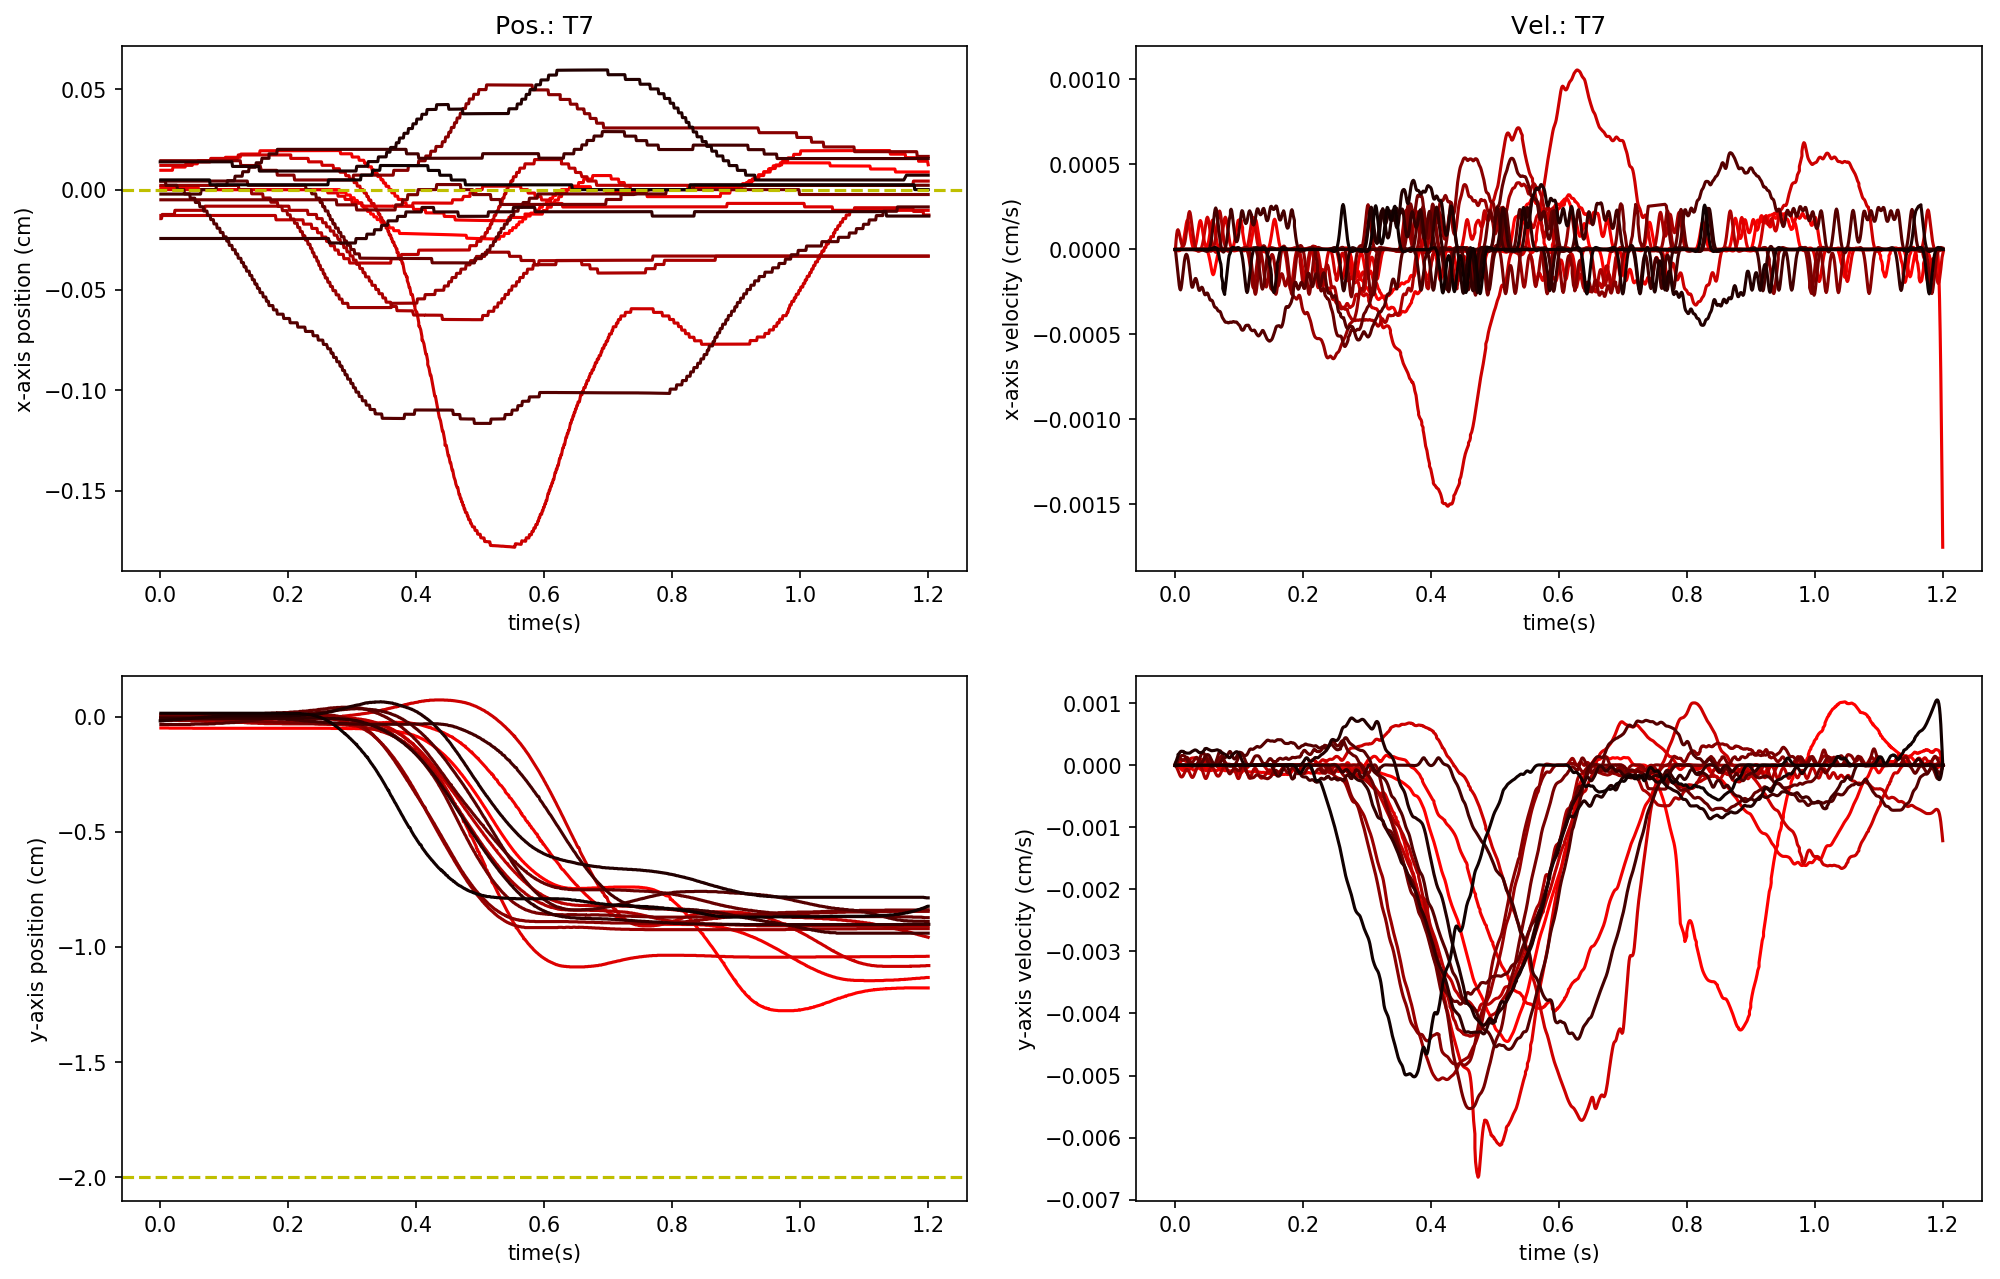 Pos.: T7
0.05
0.00
−0.05
−0.10
−0.15
x-axis position (cm)
0.0 0.2 0.4 0.6 0.8 1.0 1.2
time(s)
Vel.: T7
0.0010
0.0005
0.0000
−0.0005
−0.0010
−0.0015
x-axis velocity (cm/s)
0.0 0.2 0.4 0.6 0.8 1.0 1.2
time(s)
0.0
−0.5
−1.0
−1.5
−2.0
y-axis position (cm)
0.0 0.2 0.4 0.6 0.8 1.0 1.2
time(s)
0.001
0.000
−0.001
−0.002
−0.003
−0.004
−0.005
−0.006
−0.007
y-axis velocity (cm/s)
0.0 0.2 0.4 0.6 0.8 1.0 1.2
time (s)